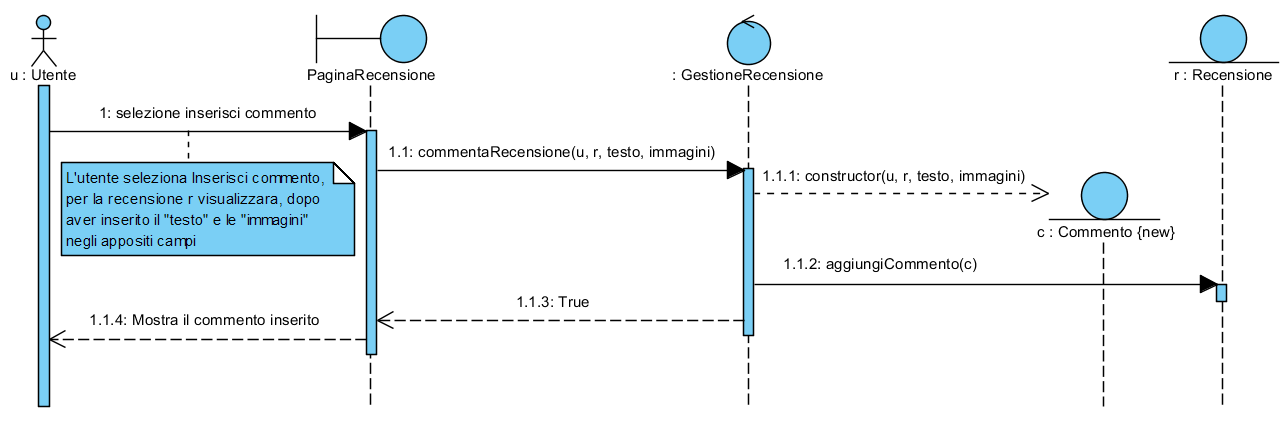 u : Utente
PaginaRecensione
: GestioneRecensione
r : Recensione
1: selezione inserisci commento
1.1: commentaRecensione(u, r, testo, immagini)
1.1.1: constructor(u, r, testo, immagini)
L'utente seleziona Inserisci commento,
per la recensione r visualizzara, dopo
aver inserito il "testo" e le "immagini"
negli appositi campi
c : Commento {new}
1.1.2: aggiungiCommento(c)
1.1.3: True
1.1.4: Mostra il commento inserito